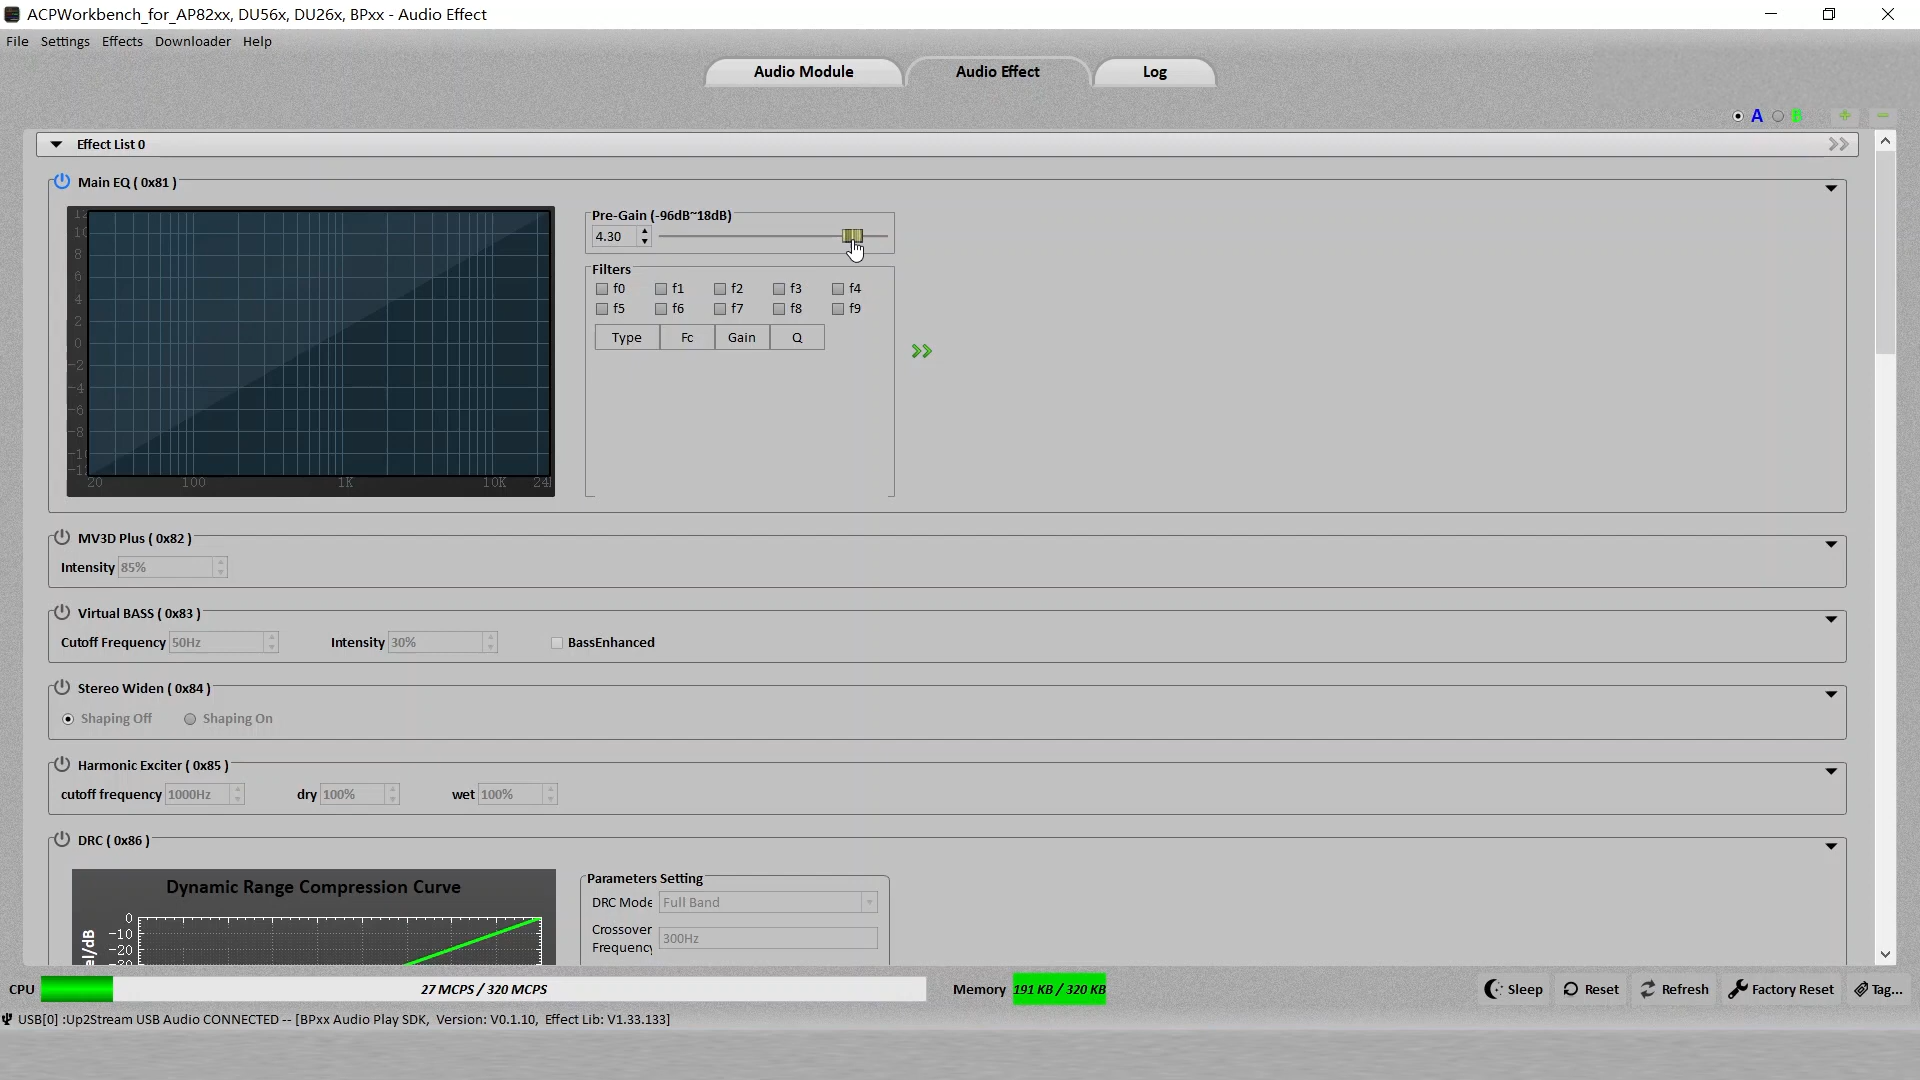 ACPWorkbench_for_AP82xx, DU56x, DU26x, BPxx - Audio Effect
File Settings Effects Downloader Help
Audio Module Audio Effect Log
A B
Effect List 0
Main EQ ( 0x81 )
Pre-Gain (-96dB~18dB)
4.30
Filters
f0 f1 f2 f3 f4
f5 f6 f7 f8 f9
Type Fc Gain Q
10
8
6
4
2
0
-2
-4
-6
-8
20 100 1K 10K
MV3D Plus ( 0x82 )
Intensity 85%
Virtual BASS ( 0x83 )
Cutoff Frequency 50Hz Intensity 30% BassEnhanced
Stereo Widen ( 0x84 )
Shaping Off Shaping On
Harmonic Exciter ( 0x85 )
cutoff frequency 1000Hz dry 100% wet 100%
DRC ( 0x86 )
Dynamic Range Compression Curve
0
-10
-20
Parameters Setting
DRC Mode Full Band
Crossover
Frequency 300Hz
CPU 27 MCPS / 320 MCPS Memory 191 KB / 320 KB Sleep Reset Refresh Factory Reset Tag...
USB[0] :Up2Stream USB Audio CONNECTED -- [BPxx Audio Play SDK, Version: V0.1.10, Effect Lib: V1.33.133]